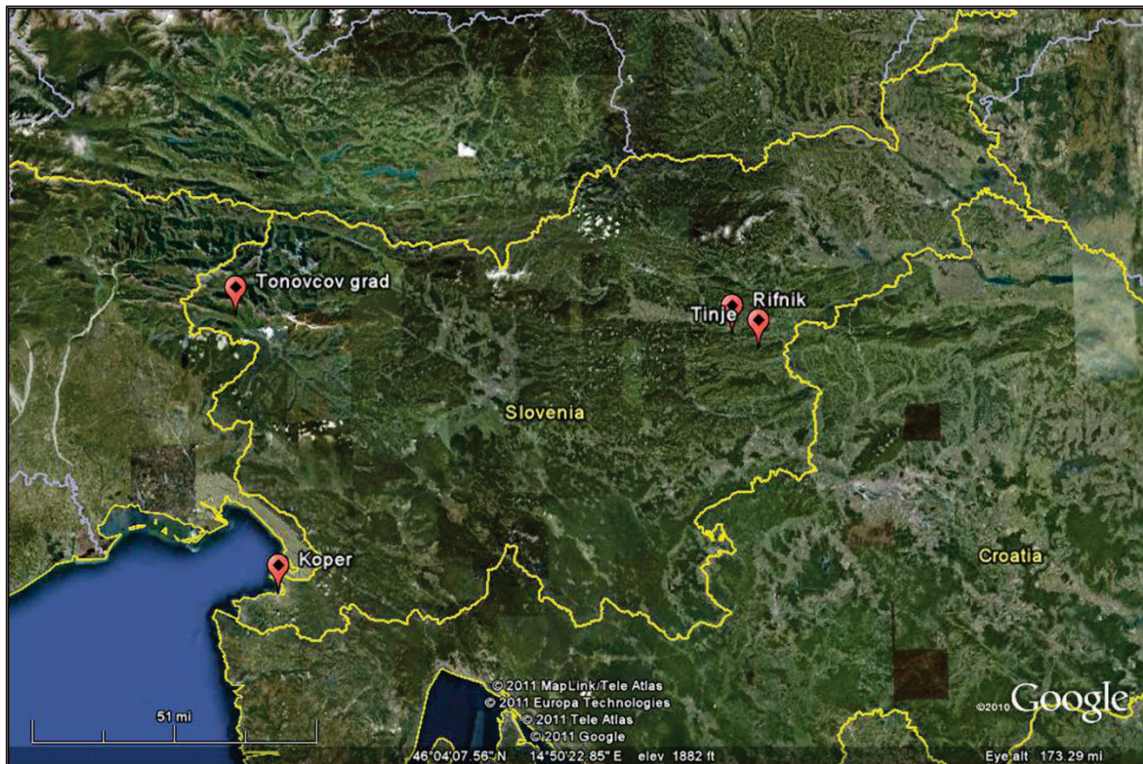 Tonovcov grad
Rifnik
Tinje
Slovenia
Croatia
Koper
© 2011 MapLink/Tele Atlas
© 2011 Europa Technologies
© 2011 Tele Atlas
© 2011 Google
©2010 Google
51 mi
46°04'07.56" N 14°50'22.85" E elev 1882 ft Eye alt 173.29 mi